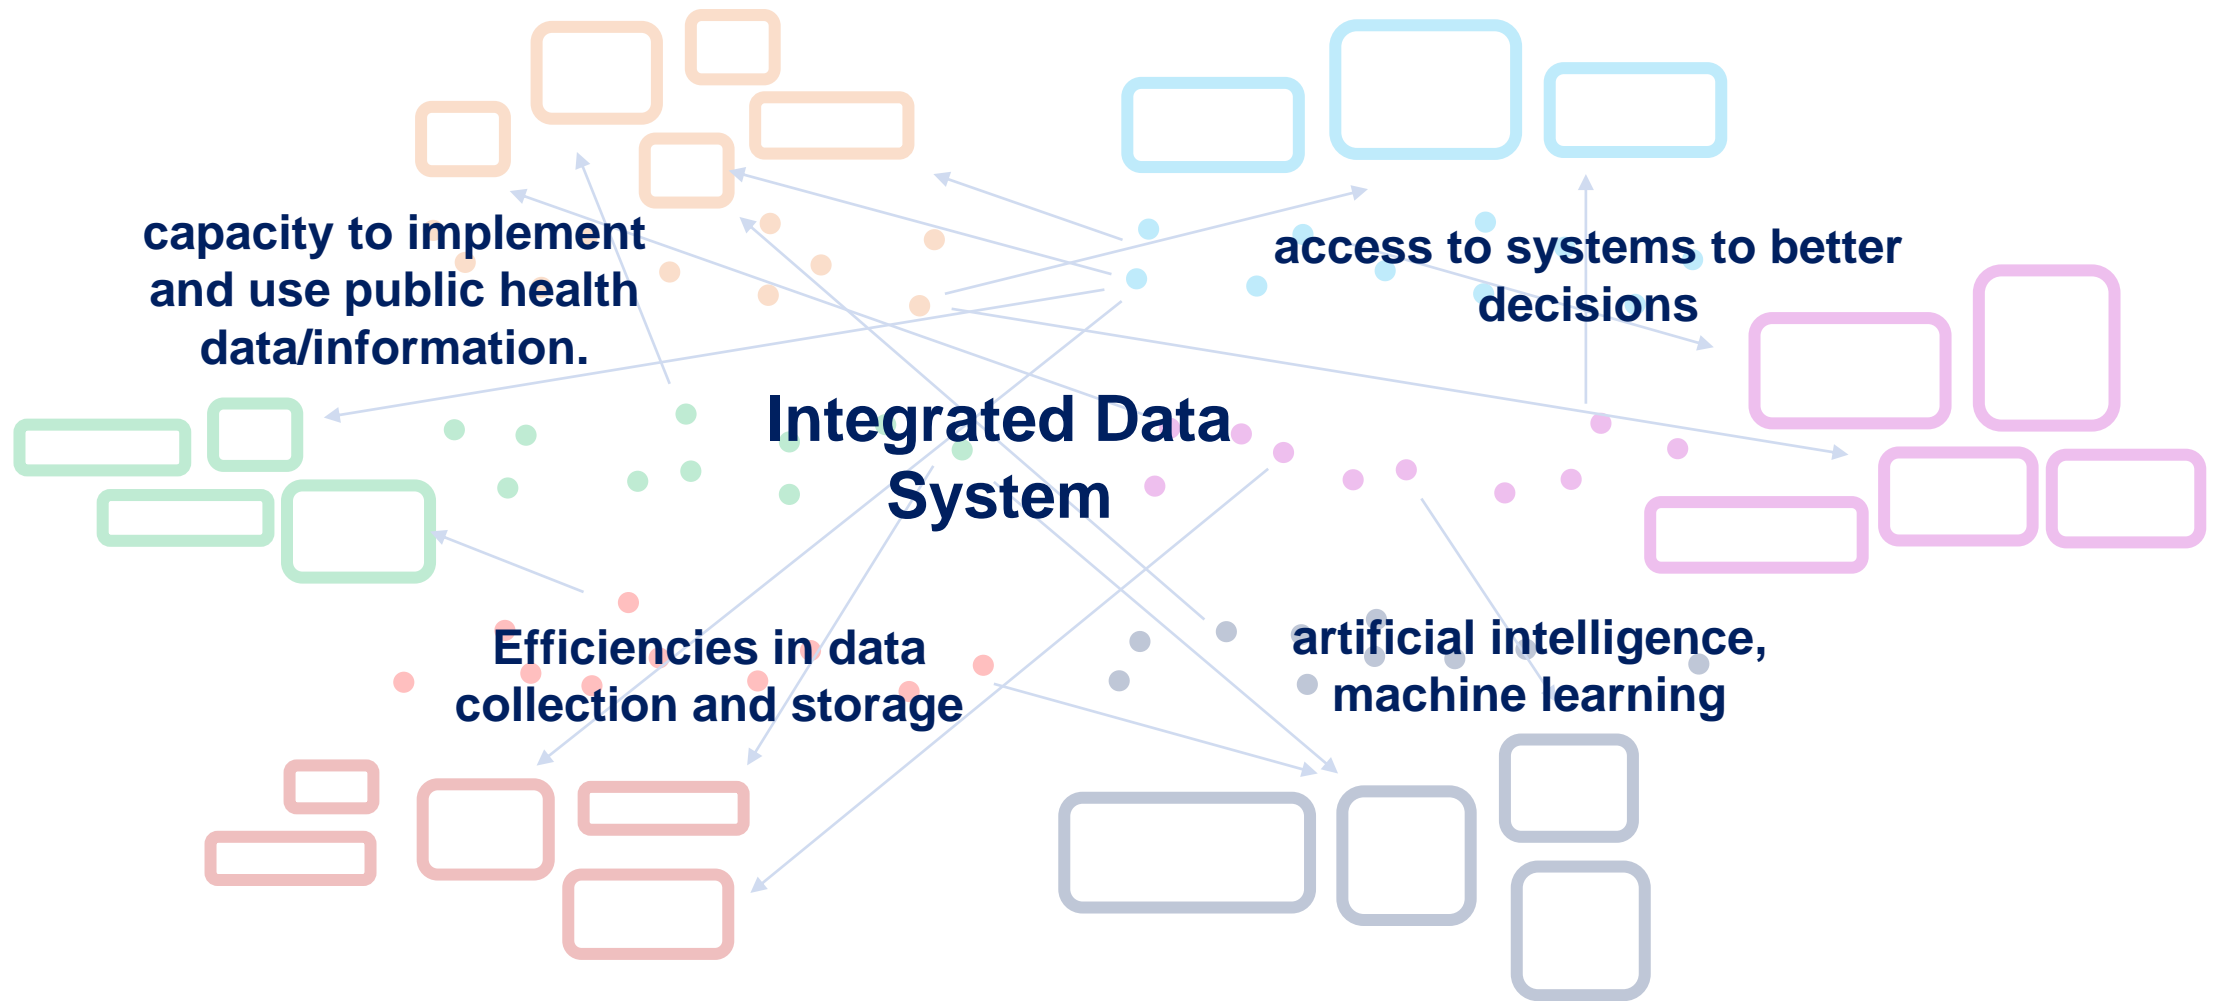 capacity to implement
and use public health
data/information.
access to systems to better
decisions
Integrated Data
System
Efficiencies in data
collection and storage
artificial intelligence,
machine learning